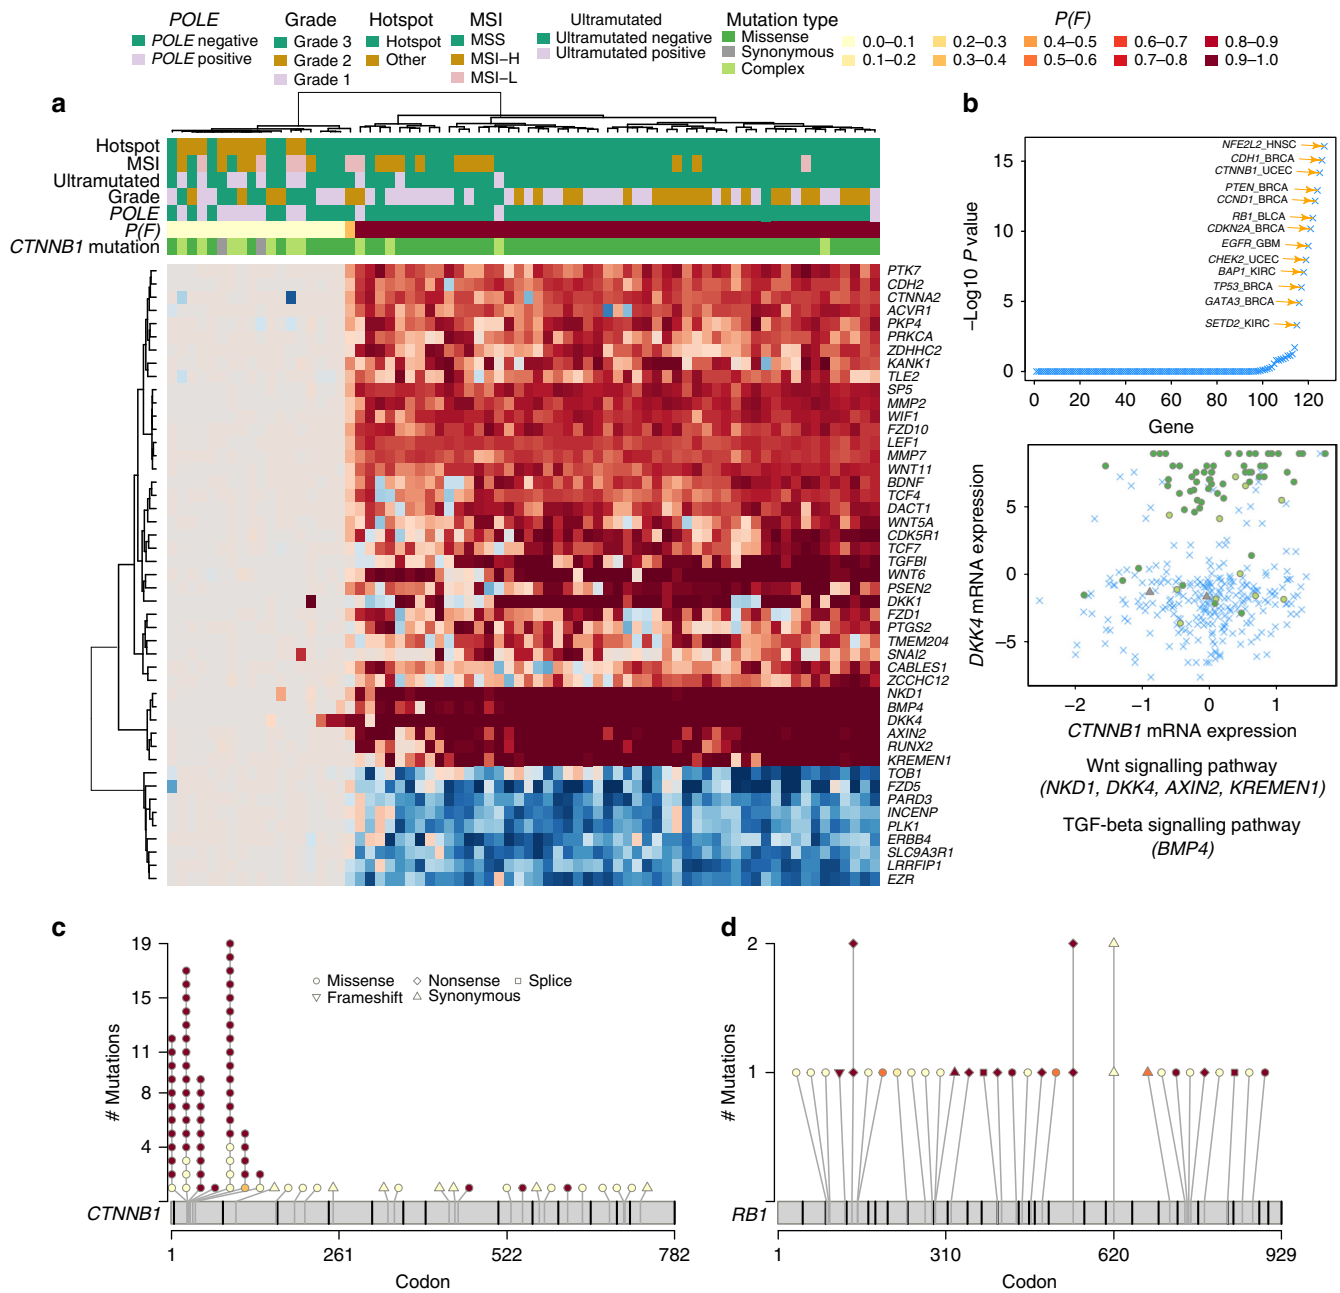 POLE
POLE negative
POLE positive
Grade
Grade 3
Grade 2
Grade 1
Hotspot
Hotspot
Other
MSI
MSS
MSI–H
MSI–L
Ultramutated
Ultramutated negative
Ultramutated positive
Mutation type
Missense
Synonymous
Complex
P(F)
0.0–0.1
0.1–0.2
0.2–0.3
0.3–0.4
0.4–0.5
0.5–0.6
0.6–0.7
0.7–0.8
0.8–0.9
0.9–1.0
a
Hotspot
MSI
Ultramutated
Grade
POLE
P(F)
CTNNB1 mutation
PTK7
CDH2
CTNNA2
ACVR1
PKP4
PRKCA
ZDHHC2
KANK1
TLE2
SP5
MMP2
WIF1
FZD10
LEF1
MMP7
WNT11
BDNF
TCF4
DACT1
WNT5A
CDK5R1
TCF7
TGFBI
WNT6
PSEN2
DKK1
FZD1
PTGS2
TMEM204
SNAI2
CABLES1
ZCCHC12
NKD1
BMP4
DKK4
AXIN2
RUNX2
KREMEN1
TOB1
FZD5
PARD3
INCENP
PLK1
ERBB4
SLC9A3R1
LRRFIP1
EZR
b
–Log10 P value
15
10
5
0
NFE2L2_HNSC
CDH1_BRCA
CTNNB1_UCEC
PTEN_BRCA
CCND1_BRCA
RB1_BLCA
CDKN2A_BRCA
EGFR_GBM
CHEK2_UCEC
BAP1_KIRC
TP53_BRCA
GATA3_BRCA
SETD2_KIRC
0 20 40 60 80 100 120
Gene
DKK4 mRNA expression
5
0
–5
–2 –1 0 1
CTNNB1 mRNA expression
Wnt signalling pathway
(NKD1, DKK4, AXIN2, KREMEN1)
TGF-beta signalling pathway
(BMP4)
c
# Mutations
19
15
11
8
4
Missense
Nonsense
Splice
Frameshift
Synonymous
CTNNB1
1 261 522 782
Codon
d
# Mutations
2
1
RB1
1 310 620 929
Codon